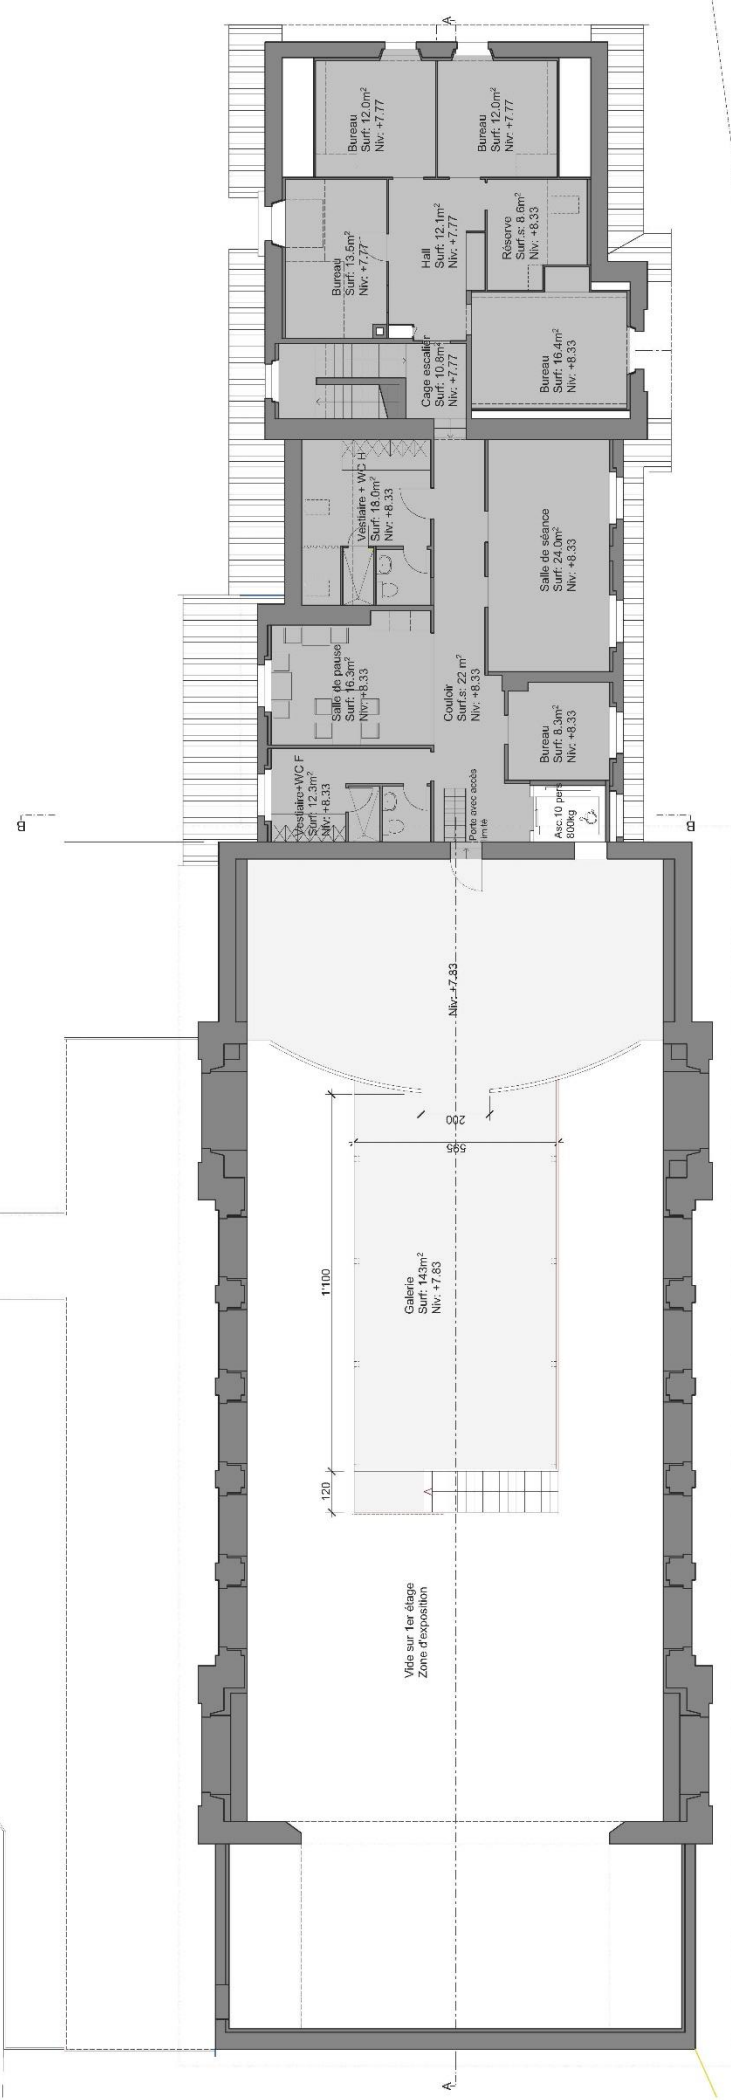 A
Bureau
Surf: 12.0m²
Niv: +7.77
Bureau
Surf: 12.0m²
Niv: +7.77
Bureau
Surf: 13.5m²
Niv: +7.77
Hall
Surf: 12.1m²
Niv: +7.77
Réserve
Surf.s: 8.6m²
Niv: +8.33
Cage escalier
Surf: 10.8m²
Niv: +7.77
Bureau
Surf: 16.4m²
Niv: +8.33
Vestiaire + WC H
Surf: 18.0m²
Niv: +8.33
Salle de séance
Surf: 24.0m²
Niv: +8.33
Salle de pause
Surf: 16.3m²
Niv: +8.33
Couloir
Surf.s: 22 m²
Niv: +8.33
Bureau
Surf: 8.3m²
Niv: +8.33
Vestiaire+WC F
Surf: 12.3m²
Niv: +8.33
Porte avec accès
Asc.10 pers
800kg
B
B
Niv: +7.83
200
595
1'100
Galerie
Surf: 143m²
Niv: +7.83
120
Vide sur 1er étage
Zone d'exposition
A